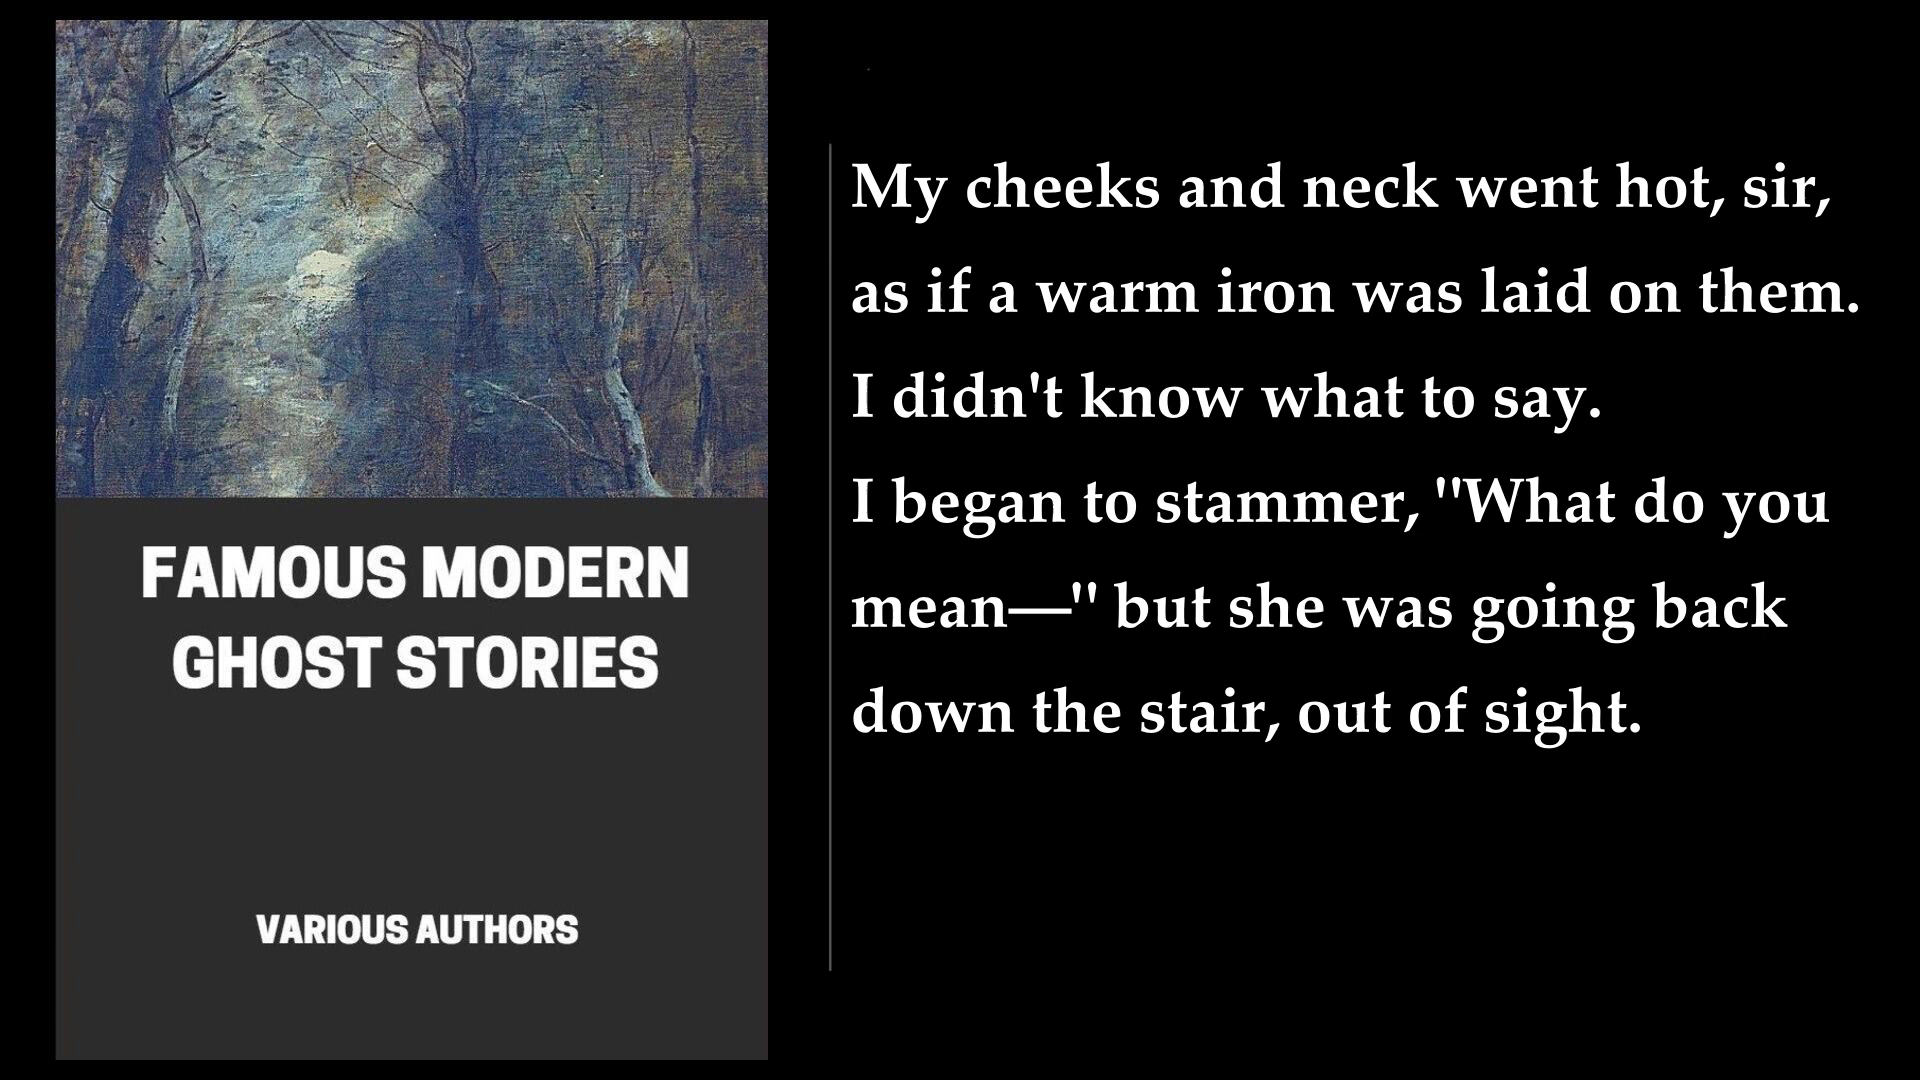 FAMOUS MODERN
GHOST STORIES
VARIOUS AUTHORS
My cheeks and neck went hot, sir,
as if a warm iron was laid on them.
I didn't know what to say.
I began to stammer, "What do you
mean—" but she was going back
down the stair, out of sight.